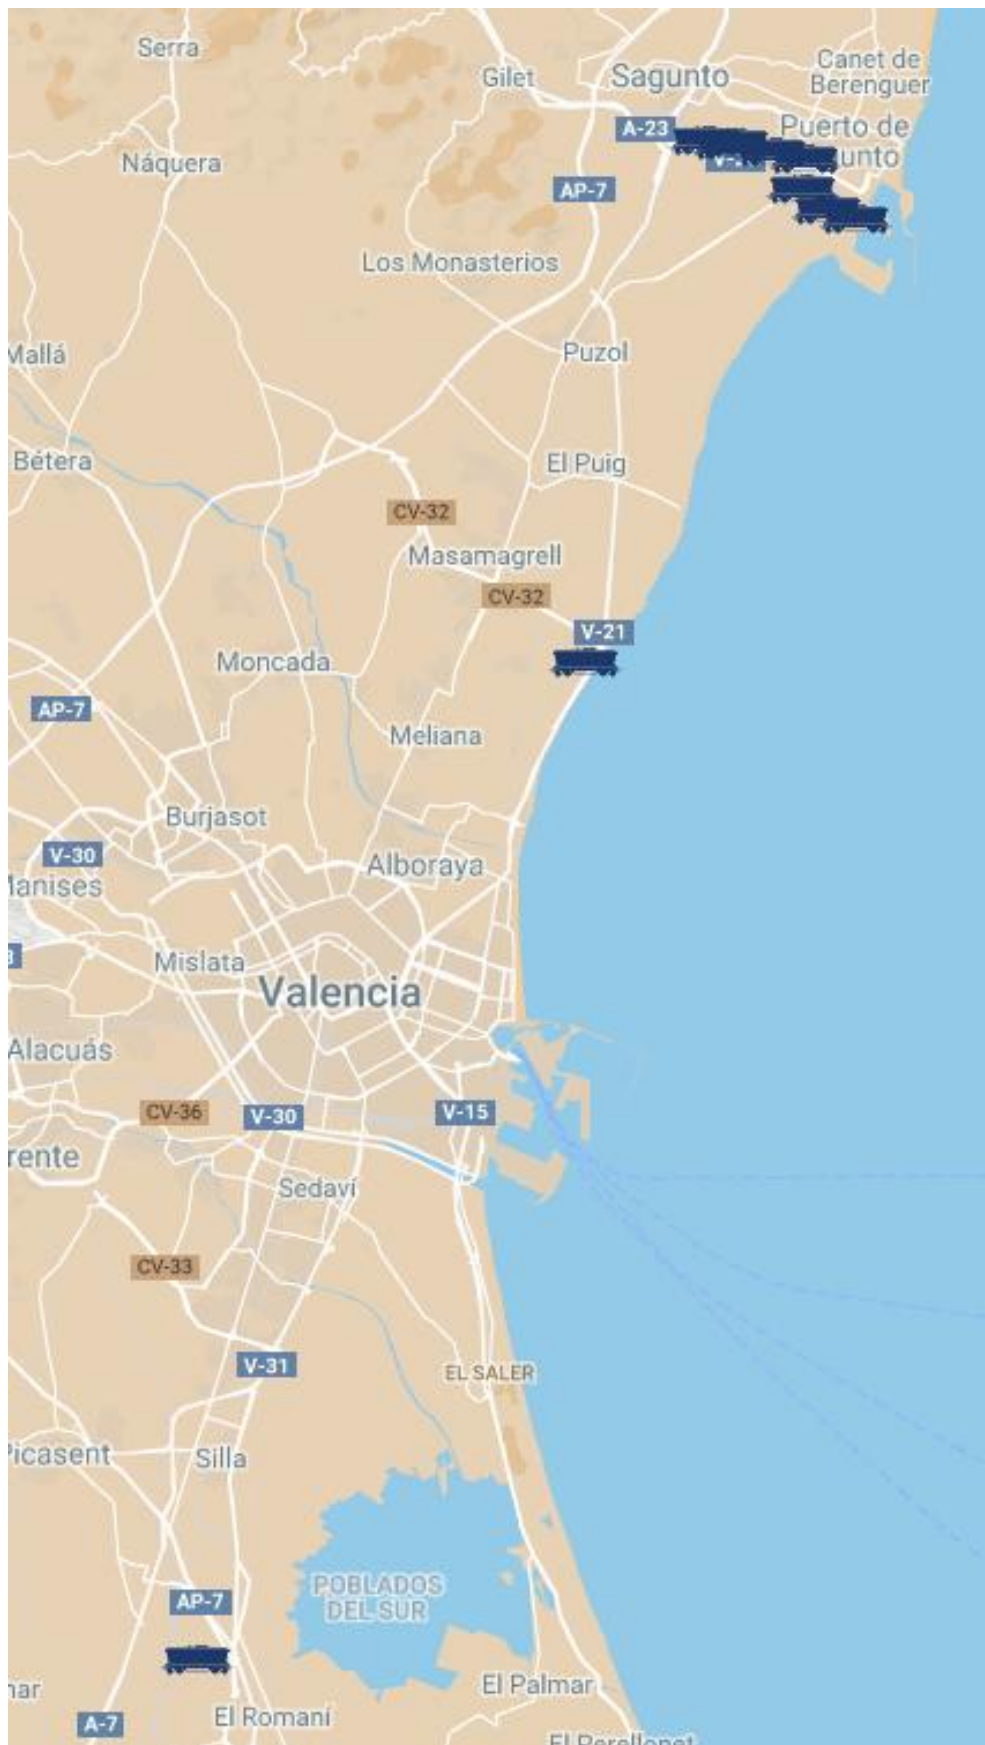 Serra
Gilet
Sagunto
Canet de
Berenguer
A-23
Puerto de
Náquera
AP-7
Los Monasterios
Puzol
Bétera
El Puig
CV-32
Masamagrell
CV-32
V-21
Moncada
AP-7
Meliana
Burjasot
V-30
Alboraya
Mislata
Valencia
Alacuás
CV-36
V-30
V-15
Sedaví
CV-33
V-31
EL SALER
Silla
POBLADOS
DEL SUR
AP-7
El Palmar
El Romaní
A-7